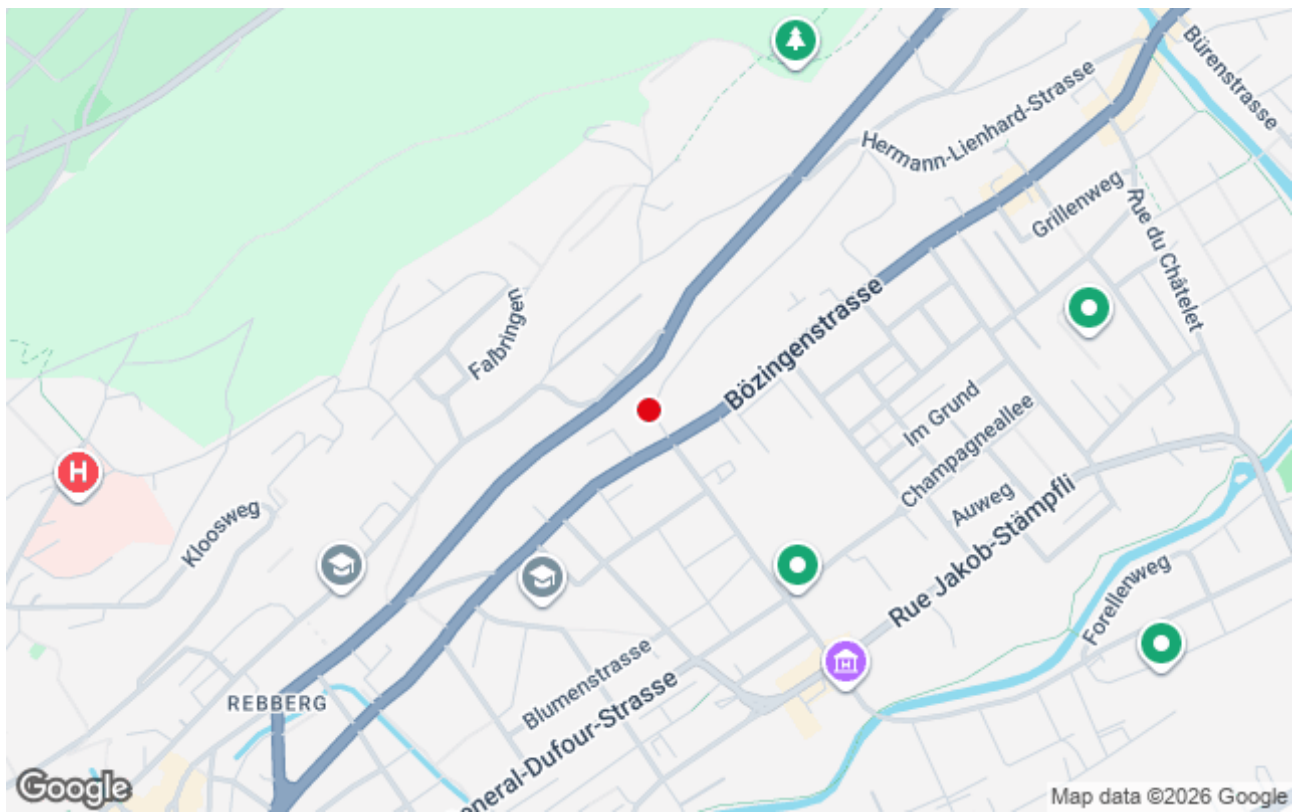 Bürenstrasse
Hermann-Lienhard-Strasse
Grillenweg
Rue du Châtelet
Falbringen
Bözingenstrasse
Im Grund
Champagneallee
H
Kloosweg
Auweg
Rue Jakob-Stämpfli
Forellenweg
Blumenstrasse
REBBERG
General-Dufour-Strasse
Google
Map data ©2026 Google